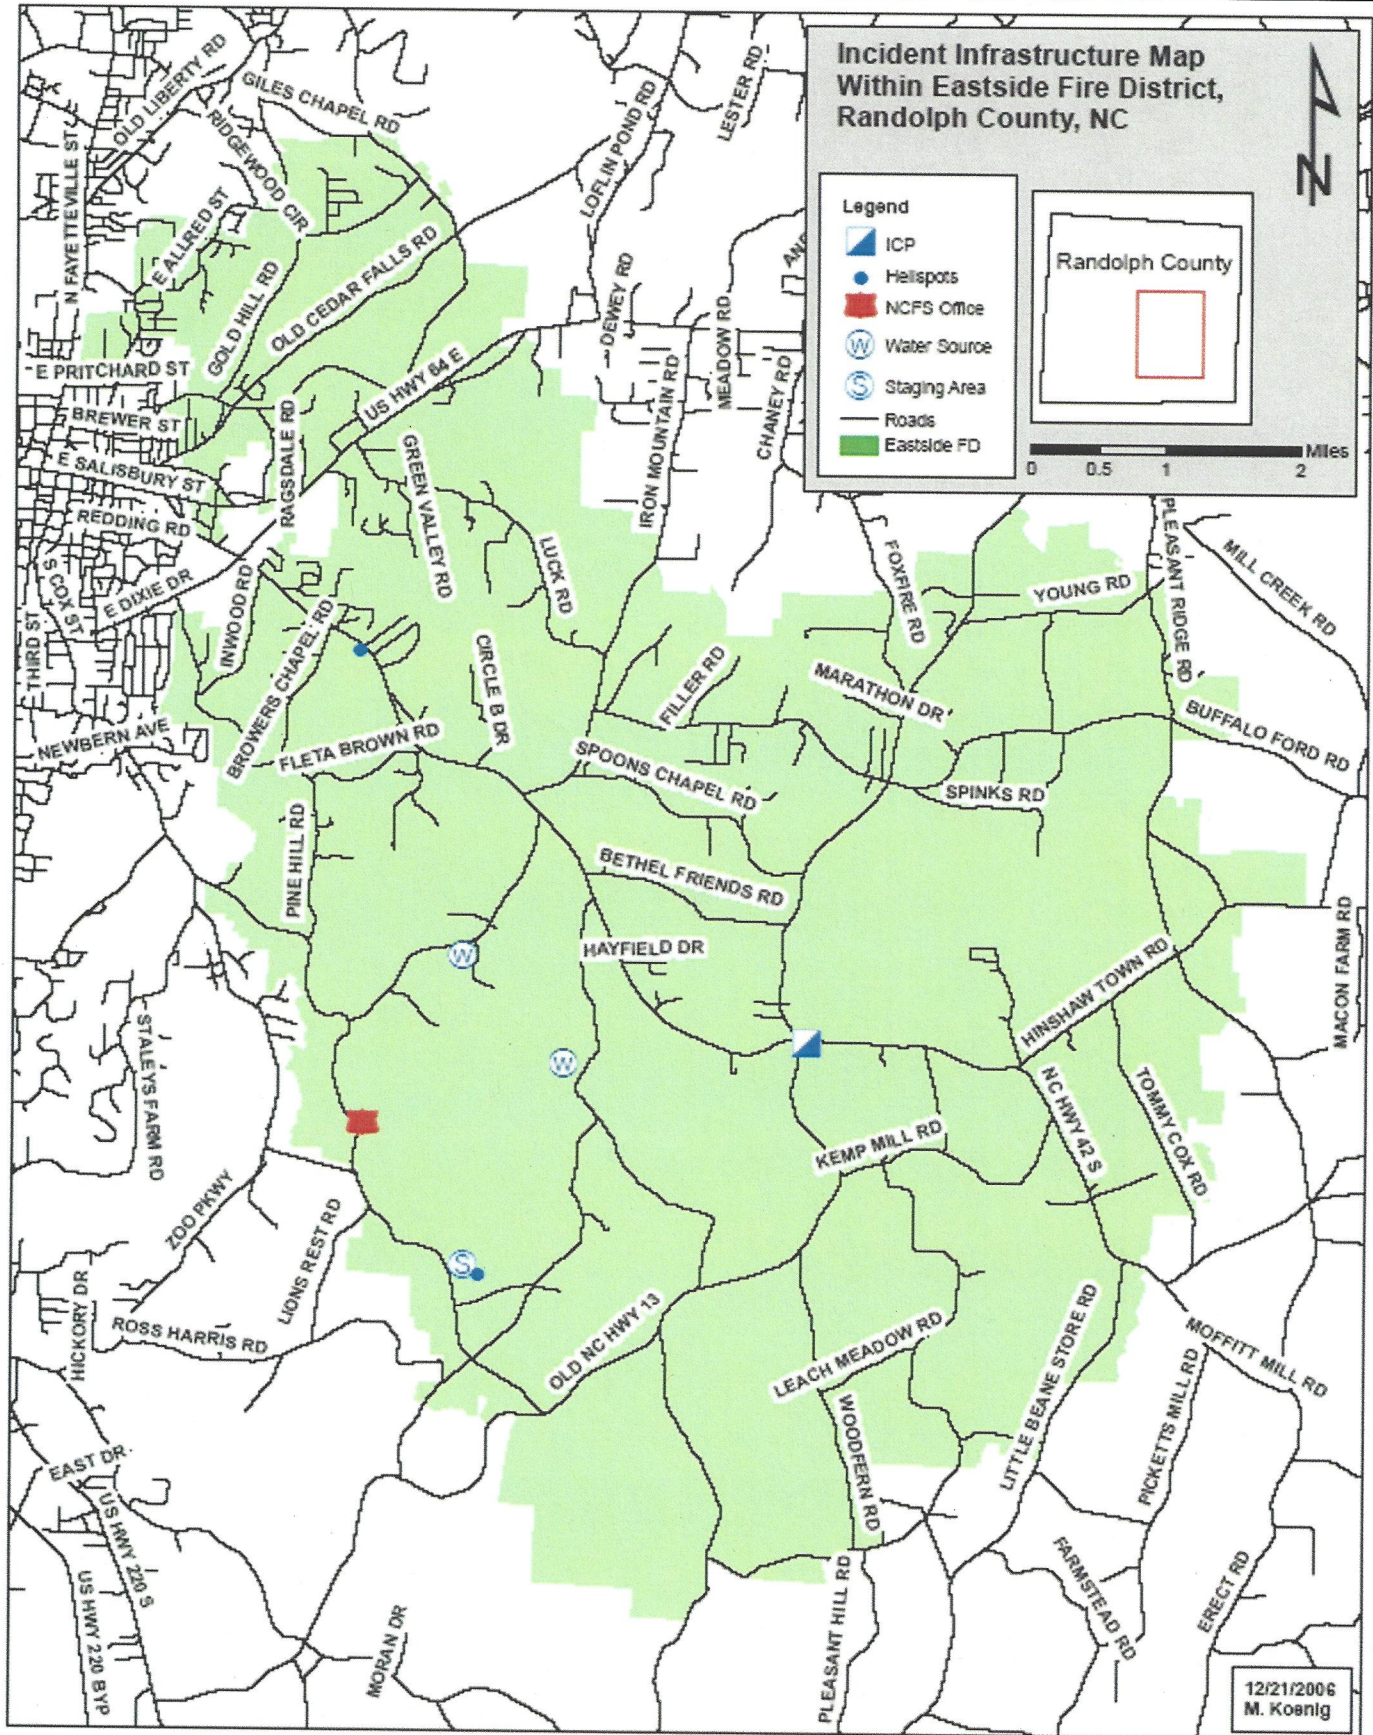 Incident Infrastructure Map
Within Eastside Fire District,
Randolph County, NC
N
Legend
ICP
Helispots
NCFS Office
W
Water Source
S
Staging Area
Roads
Eastside FD
Randolph County
Miles
0 0.5 1 2
OLD LIBERTY RD
GILES CHAPEL RD
RIDGEWOOD CIR
N FAYETTEVILLE ST
E ALLRED ST
GOLD HILL RD
OLD CEDAR FALLS RD
LOFLIN POND RD
LESTER RD
DEWEY RD
MEADOW RD
IRON MOUNTAIN RD
CHANEY RD
E PRITCHARD ST
BREWER ST
E SALISBURY ST
REDDING RD
RAGSDALE RD
US HWY 64 E
GREEN VALLEY RD
LUCK RD
S COX ST
E DIXIE DR
THIRD ST
INWOOD RD
BROWERS CHAPEL RD
CIRCLE B DR
FILLER RD
FOXFIRE RD
YOUNG RD
PLEASANT RIDGE RD
MILL CREEK RD
MARATHON DR
BUFFALO FORD RD
NEWBERN AVE
FLETA BROWN RD
SPOONS CHAPEL RD
SPINKS RD
PINE HILL RD
BETHEL FRIENDS RD
W
HAYFIELD DR
HINSHAW TOWN RD
MACON FARM RD
STALEYS FARM RD
W
NC HWY 42 S
TOMMY COX RD
KEMP MILL RD
ZOO PKWY
LIONS REST RD
S
HICKORY DR
ROSS HARRIS RD
OLD NC HWY 13
LEACH MEADOW RD
LITTLE BEANE STORE RD
MOFFITT MILL RD
PICKETTS MILL RD
WOODFERN RD
EAST DR
US HWY 220 S
US HWY 220 BYP
MORAN DR
PLEASANT HILL RD
FARMSTEAD RD
ERECT RD
12/21/2006
M. Koenig